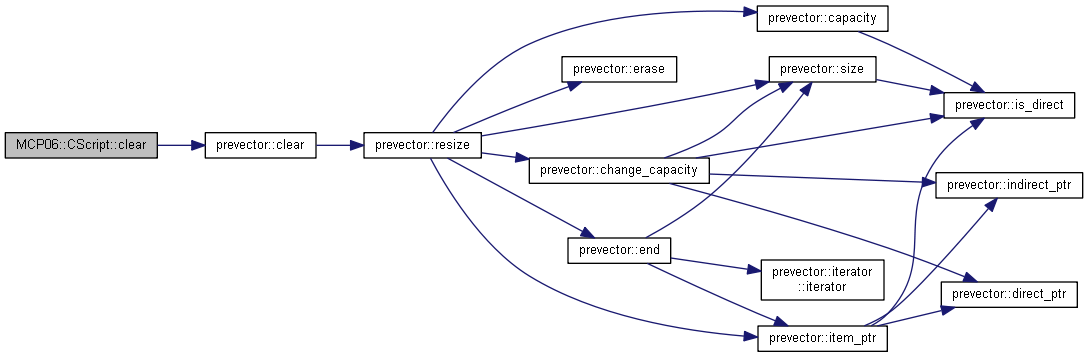 MCP06::CScript::clear
prevector::clear
prevector::resize
prevector::capacity
prevector::erase
prevector::size
prevector::is_direct
prevector::change_capacity
prevector::indirect_ptr
prevector::end
prevector::iterator
::iterator
prevector::direct_ptr
prevector::item_ptr